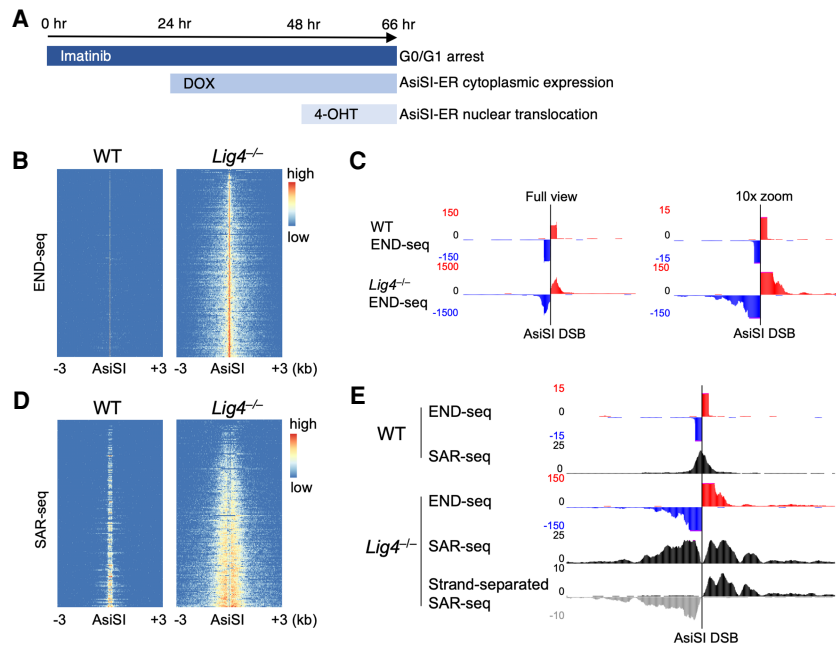 A
0 hr 24 hr 48 hr 66 hr
Imatinib G0/G1 arrest
DOX AsiSI-ER cytoplasmic expression
4-OHT AsiSI-ER nuclear translocation
B
WT Lig4–/–
high
low
END-seq
-3 AsiSI +3 -3 AsiSI +3 (kb)
C
Full view 10x zoom
WT
END-seq
150
0
-150
15
0
-15
Lig4–/–
END-seq
1500
0
-1500
150
0
-150
AsiSI DSB AsiSI DSB
D
WT Lig4–/–
high
low
SAR-seq
-3 AsiSI +3 -3 AsiSI +3 (kb)
E
WT
END-seq
15
0
-15
SAR-seq
25
0
Lig4–/–
END-seq
150
0
-150
SAR-seq
25
0
Strand-separated
SAR-seq
10
0
-10
AsiSI DSB